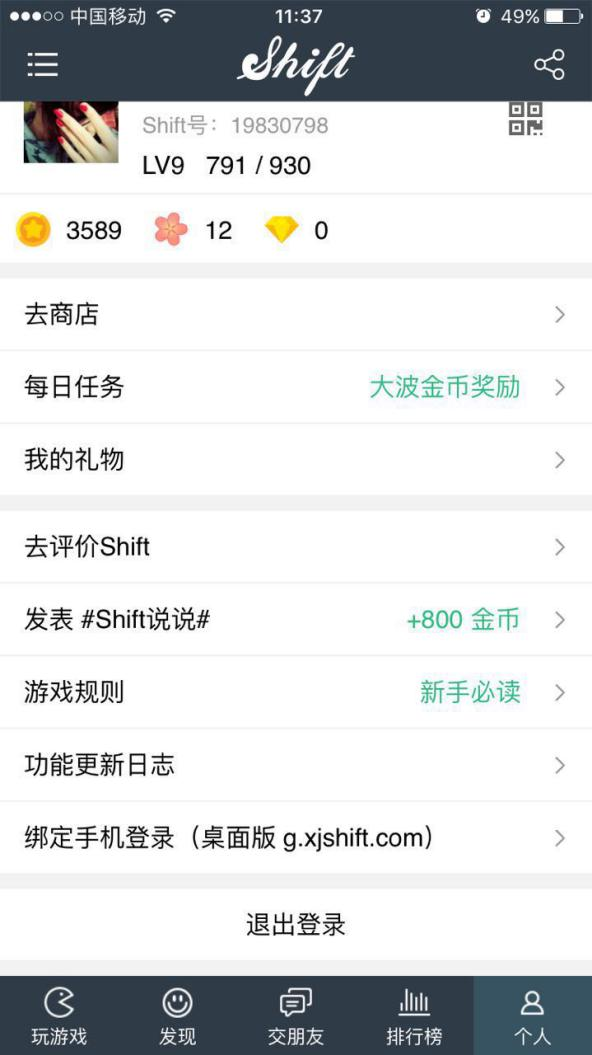 中国移动 11:37 49%
Shift
Shift号：19830798
LV9 791 / 930
3589 12 0
去商店
每日任务 大波金币奖励
我的礼物
去评价Shift
发表 #Shift说说# +800 金币
游戏规则 新手必读
功能更新日志
绑定手机登录（桌面版 g.xjshift.com）
退出登录
玩游戏 发现 交朋友 排行榜 个人